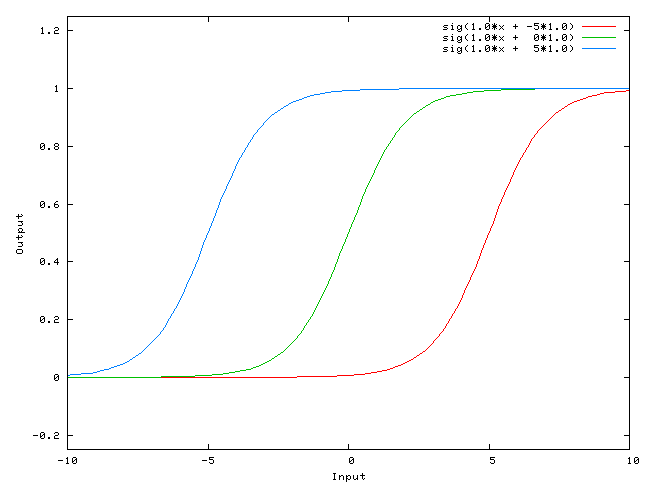 sig(1.0*x + -5*1.0)
sig(1.0*x +  0*1.0)
sig(1.0*x +  5*1.0)
1.2
1
0.8
0.6
0.4
0.2
0
-0.2
Output
-10
-5
0
5
10
Input